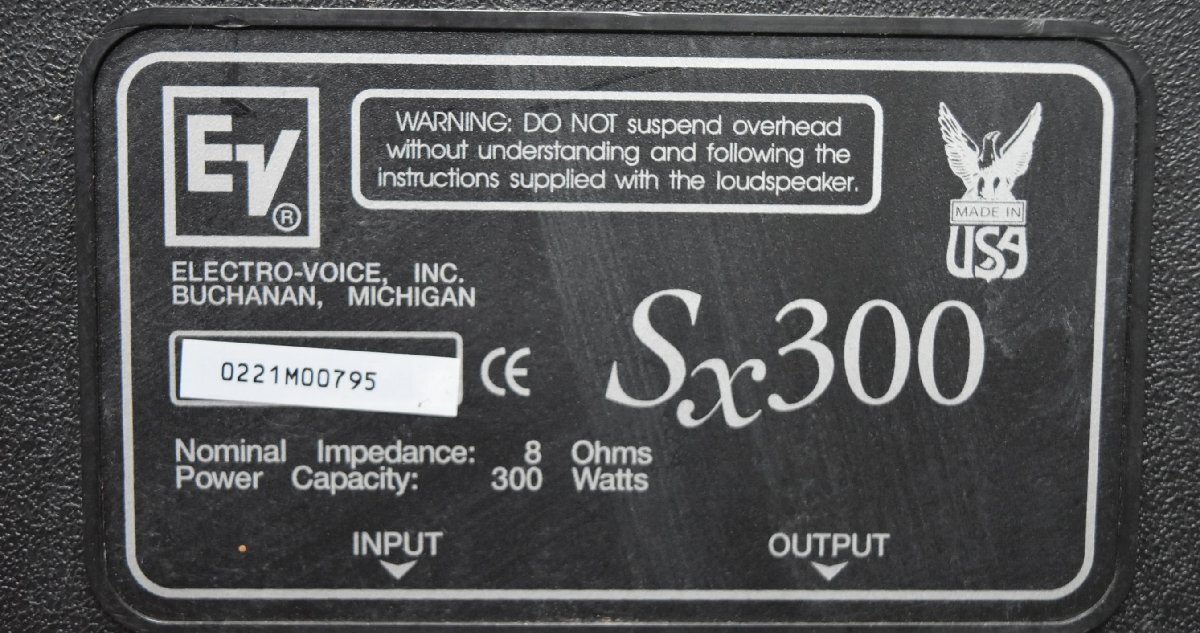 EV®
WARNING: DO NOT suspend overhead
without understanding and following the
instructions supplied with the loudspeaker.
MADE IN
USA
ELECTRO-VOICE, INC.
BUCHANAN, MICHIGAN
0221M00795
CE
Sx300
Nominal Impedance: 8 Ohms
Power Capacity: 300 Watts
INPUT
OUTPUT